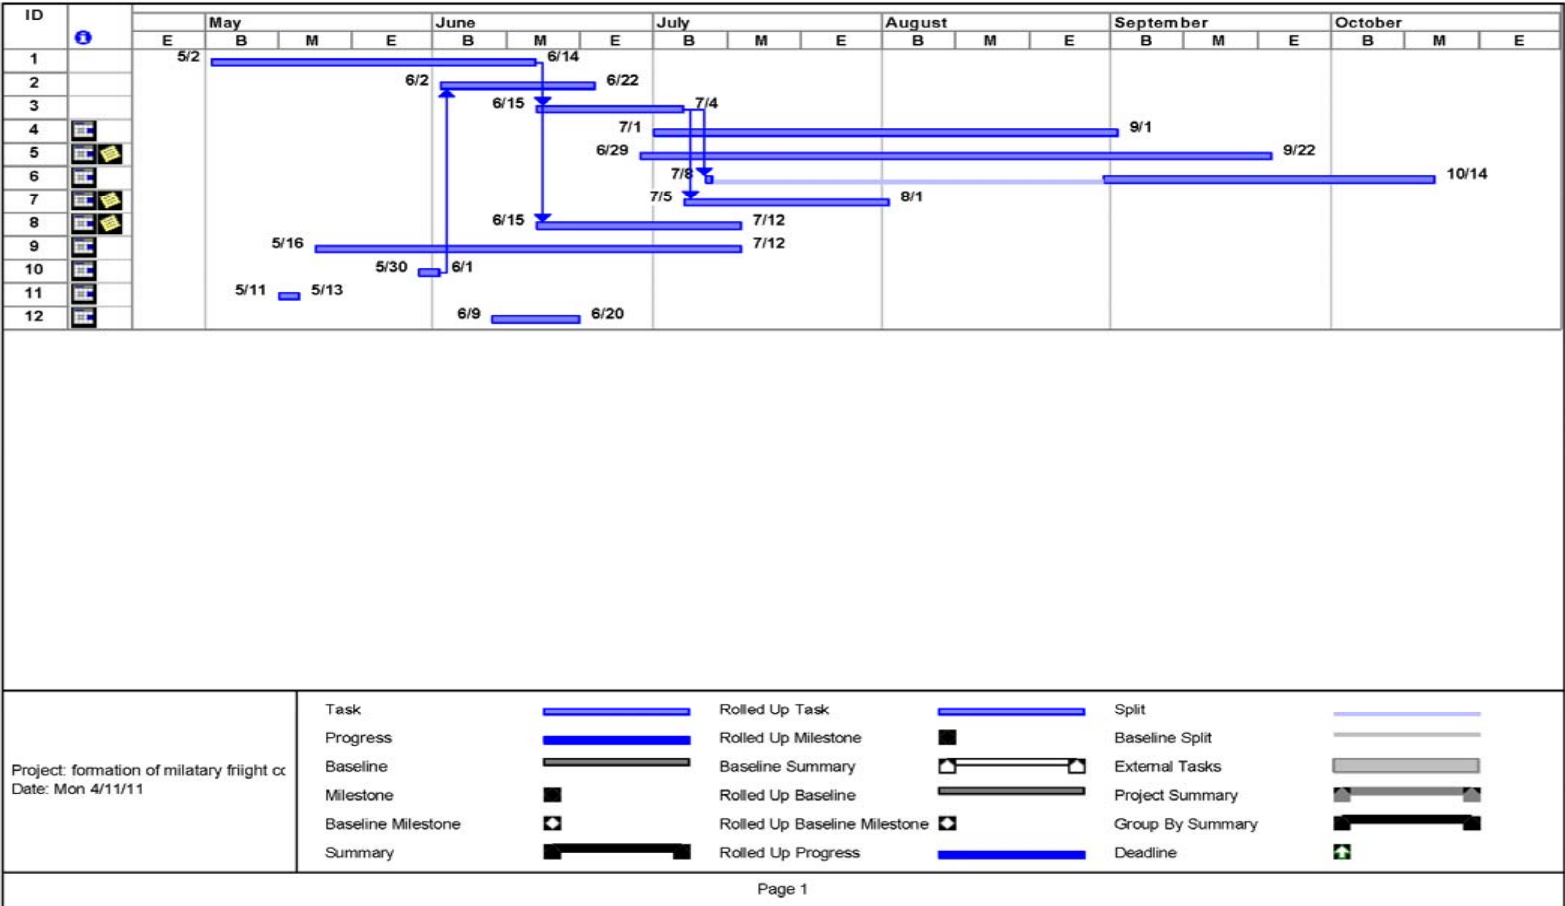 ID
May June July August September October
E B M E B M E B M E B M E B M E B M E
1 5/2 6/14
2 6/2 6/22
3 6/15 7/4
4 7/1 9/1
5 6/29 9/22
6 7/8 10/14
7 7/5 8/1
8 6/15 7/12
9 5/16 7/12
10 5/30 6/1
11 5/11 5/13
12 6/9 6/20
Project: formation of milatary friight cc
Date: Mon 4/11/11
Task Rolled Up Task Split
Progress Rolled Up Milestone Baseline Split
Baseline Baseline Summary External Tasks
Milestone Rolled Up Baseline Project Summary
Baseline Milestone Rolled Up Baseline Milestone Group By Summary
Summary Rolled Up Progress Deadline
Page 1